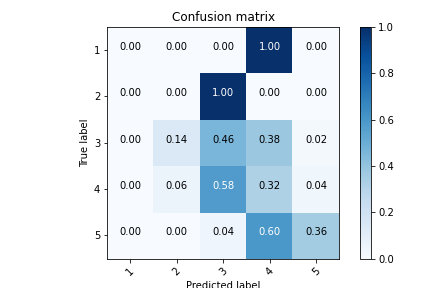 Confusion matrix
1 0.00 0.00 0.00 1.00 0.00
2 0.00 0.00 1.00 0.00 0.00
3 0.00 0.14 0.46 0.38 0.02
4 0.00 0.06 0.58 0.32 0.04
5 0.00 0.00 0.04 0.60 0.36
1 2 3 4 5
True label
Predicted label
1.0
0.8
0.6
0.4
0.2
0.0